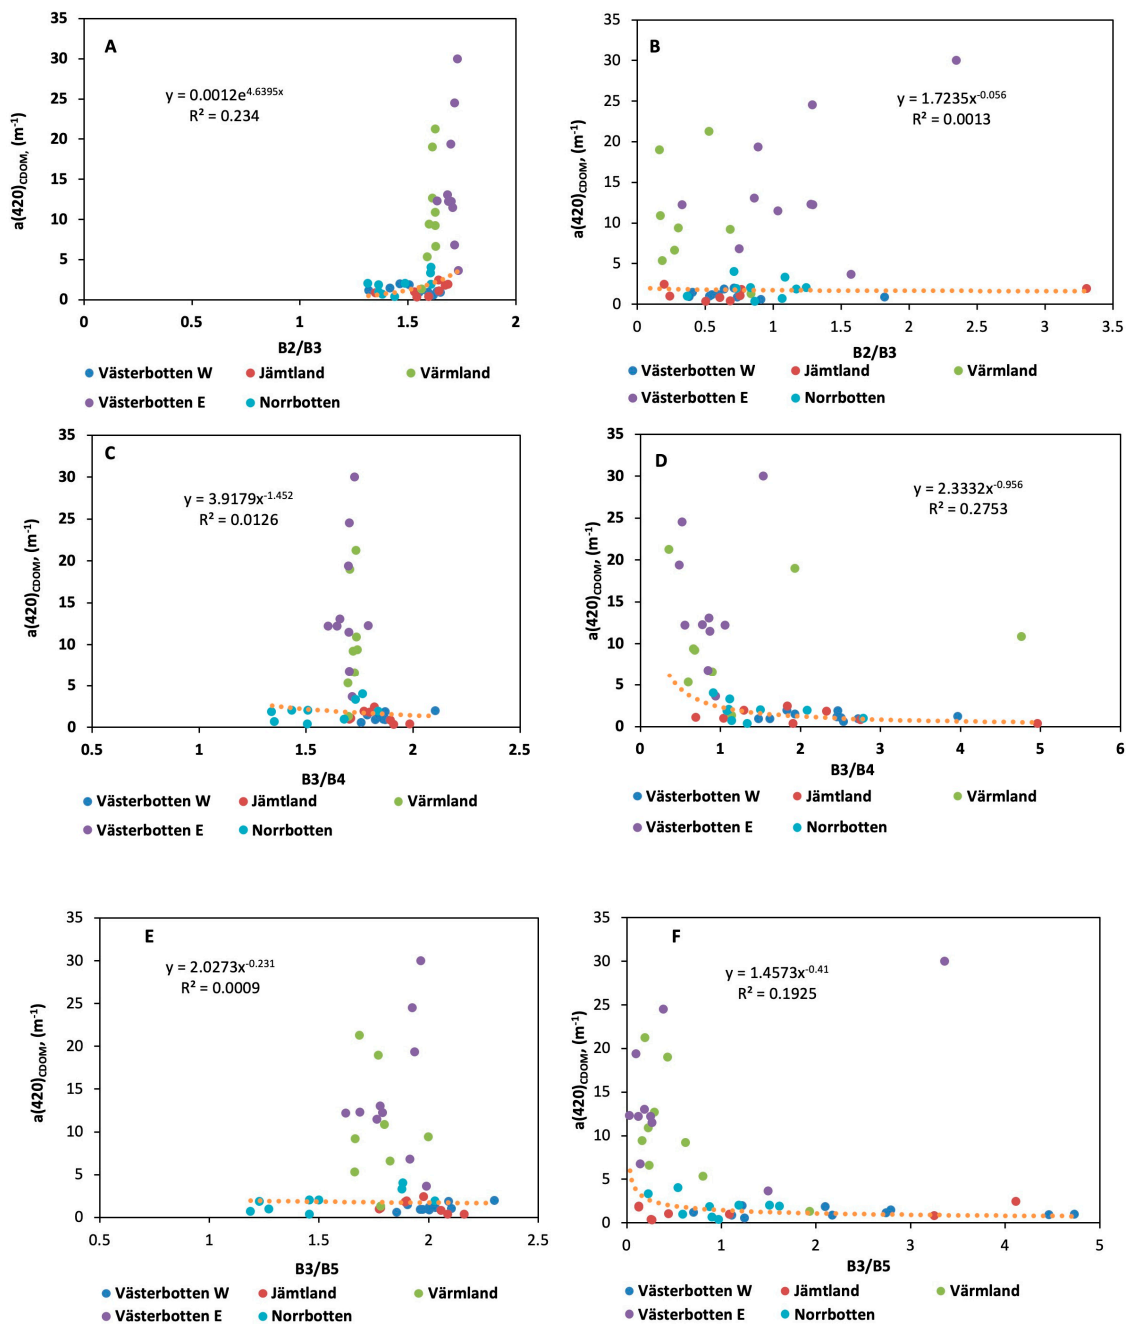 A
y = 0.0012e^4.6395x
R² = 0.234
a(420)CDOM, (m⁻¹)
35
30
25
20
15
10
5
0
0 0.5 1 1.5 2
B2/B3
Västerbotten W Jämtland Värmland
Västerbotten E Norrbotten
B
y = 1.7235x^-0.056
R² = 0.0013
a(420)CDOM, (m⁻¹)
35
30
25
20
15
10
5
0
0 0.5 1 1.5 2 2.5 3 3.5
B2/B3
Västerbotten W Jämtland Värmland
Västerbotten E Norrbotten
C
y = 3.9179x^-1.452
R² = 0.0126
a(420)CDOM, (m⁻¹)
35
30
25
20
15
10
5
0
0.5 1 1.5 2 2.5
B3/B4
Västerbotten W Jämtland Värmland
Västerbotten E Norrbotten
D
y = 2.3332x^-0.956
R² = 0.2753
a(420)CDOM, (m⁻¹)
35
30
25
20
15
10
5
0
0 1 2 3 4 5 6
B3/B4
Västerbotten W Jämtland Värmland
Västerbotten E Norrbotten
E
y = 2.0273x^-0.231
R² = 0.0009
a(420)CDOM, (m⁻¹)
35
30
25
20
15
10
5
0
0.5 1 1.5 2 2.5
B3/B5
Västerbotten W Jämtland Värmland
Västerbotten E Norrbotten
F
y = 1.4573x^-0.41
R² = 0.1925
a(420)CDOM, (m⁻¹)
35
30
25
20
15
10
5
0
0 1 2 3 4 5
B3/B5
Västerbotten W Jämtland Värmland
Västerbotten E Norrbotten